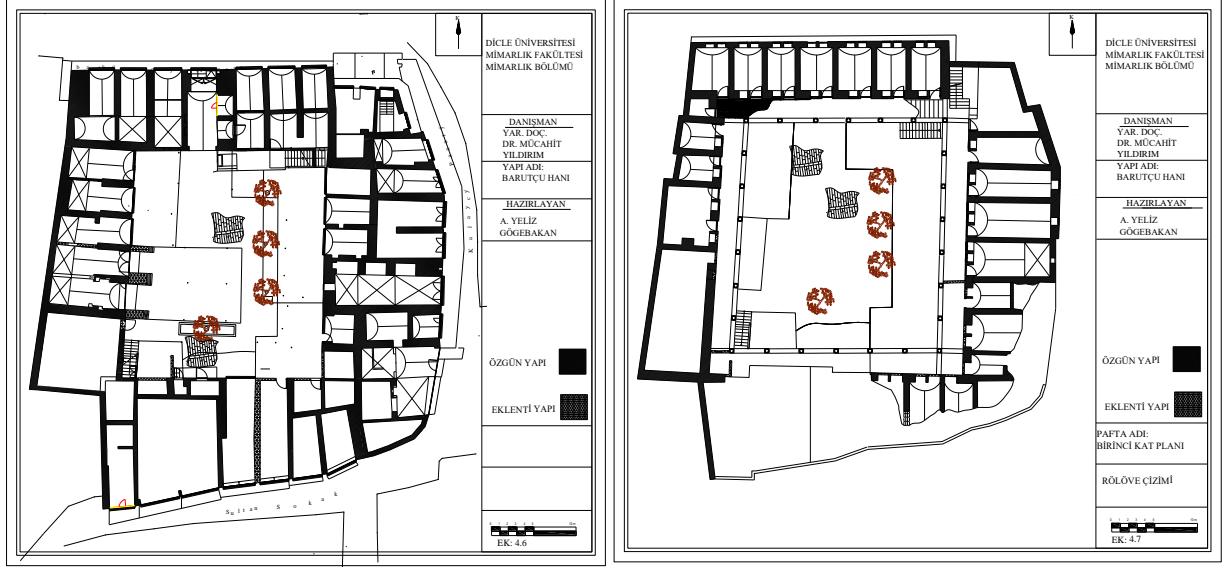 K
DİCLE ÜNİVERSİTESİ
MİMARLIK FAKÜLTESİ
MİMARLIK BÖLÜMÜ
DANIŞMAN
YAR. DOÇ.
DR. MÜCAHİT
YILDIRIM
YAPI ADI:
BARUTÇU HANI
HAZIRLAYAN
A. YELİZ
GÖGEBAKAN
ÖZGÜN YAPI
EKLENTİ YAPI
EK: 4.6
Sultan Sokak
K
DİCLE ÜNİVERSİTESİ
MİMARLIK FAKÜLTESİ
MİMARLIK BÖLÜMÜ
DANIŞMAN
YAR. DOÇ.
DR. MÜCAHİT
YILDIRIM
YAPI ADI:
BARUTÇU HANI
HAZIRLAYAN
A. YELİZ
GÖGEBAKAN
ÖZGÜN YAPI
EKLENTİ YAPI
PAFTA ADI:
BİRİNCİ KAT PLANI
RÖLÖVE ÇİZİMİ
EK: 4.7